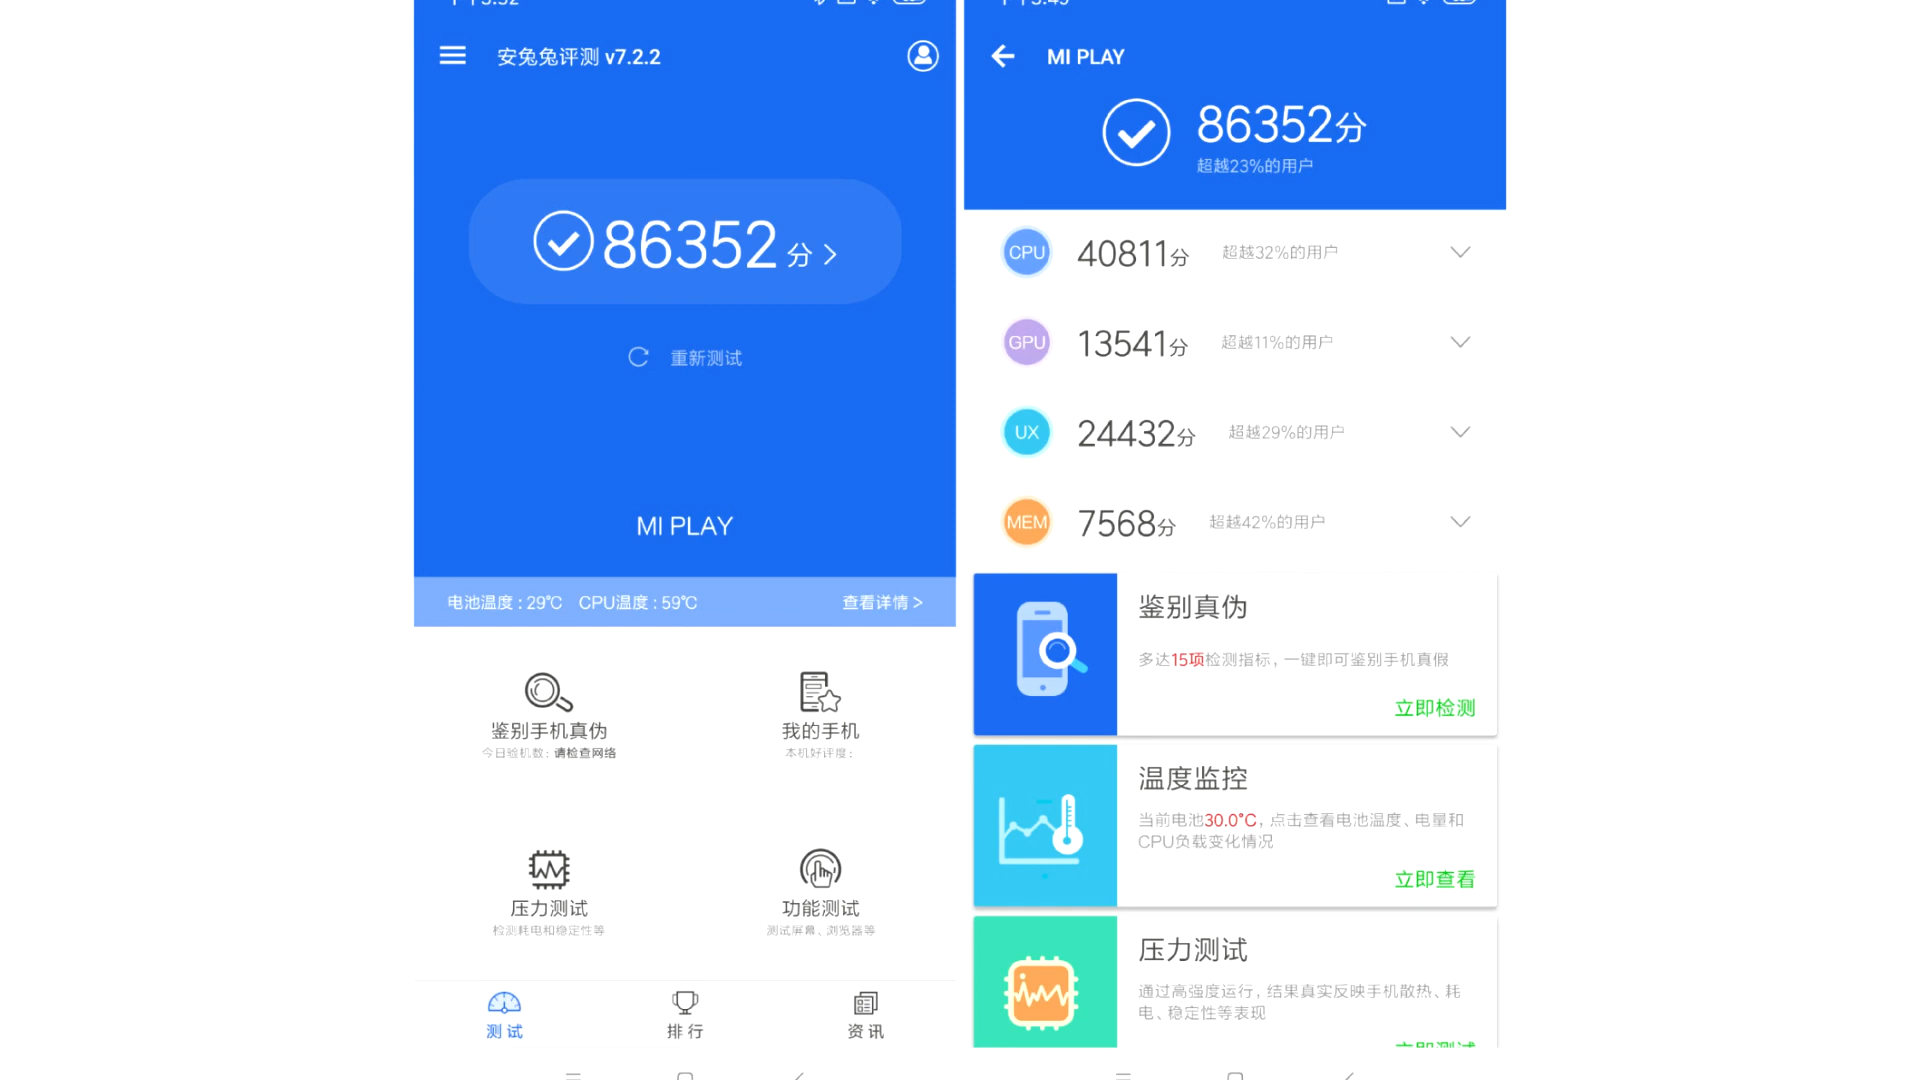 安兔兔评测 v7.2.2
86352 分 >
重新测试
MI PLAY
电池温度 : 29℃ CPU温度 : 59℃ 查看详情 >
鉴别手机真伪
今日验机数: 请检查网络
我的手机
本机好评度:
压力测试
检测耗电和稳定性等
功能测试
测试屏幕、浏览器等
测试 排行 资讯
MI PLAY
86352分
超越23%的用户
CPU 40811分 超越32%的用户
GPU 13541分 超越11%的用户
UX 24432分 超越29%的用户
MEM 7568分 超越42%的用户
鉴别真伪
多达15项检测指标, 一键即可鉴别手机真假
立即检测
温度监控
当前电池30.0°C, 点击查看电池温度、电量和
CPU负载变化情况
立即查看
压力测试
通过高强度运行, 结果真实反映手机散热、耗
电、稳定性等表现
立即测试